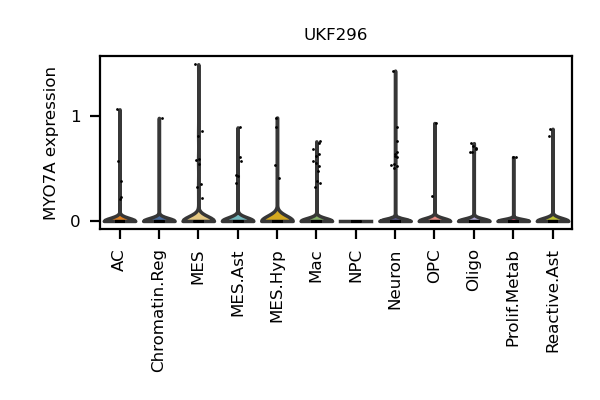 UKF296
MYO7A expression
1
0
AC
Chromatin.Reg
MES
MES.Ast
MES.Hyp
Mac
NPC
Neuron
OPC
Oligo
Prolif.Metab
Reactive.Ast